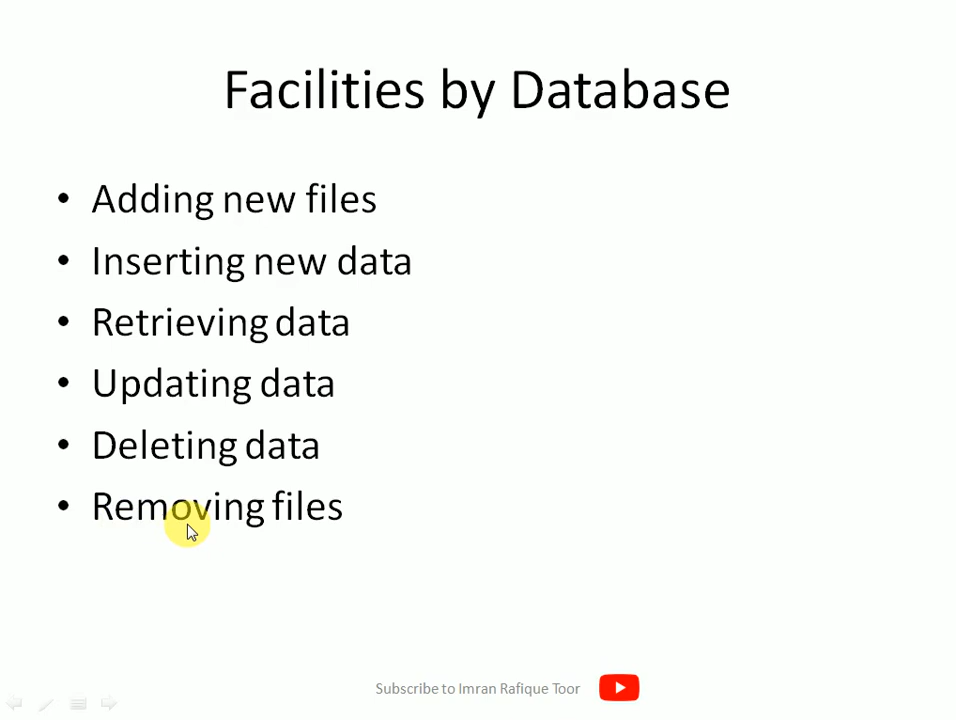 Facilities by Database
• Adding new files
• Inserting new data
• Retrieving data
• Updating data
• Deleting data
• Removing files
Subscribe to Imran Rafique Toor